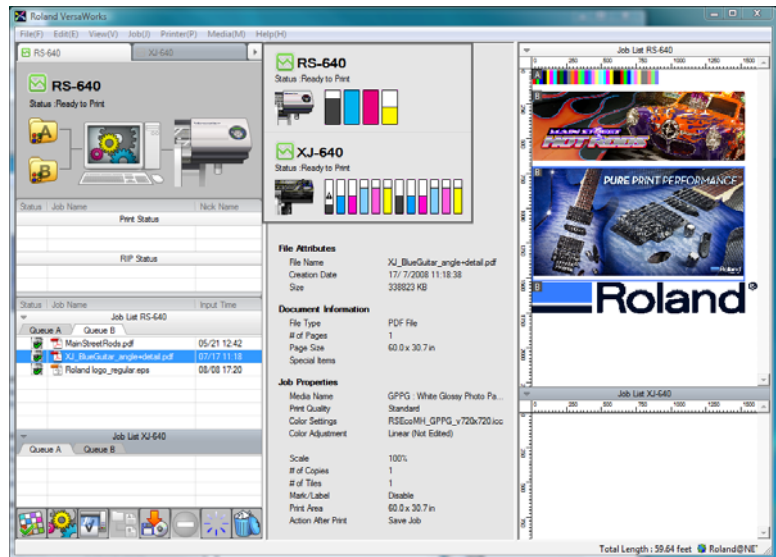 Roland VersaWorks
File(F) Edit(E) View(V) Job(J) Printer(P) Media(M) Help(H)
RS-640 XJ-640
RS-640
Status :Ready to Print
A
B
Status Job Name Nick Name
Print Status
RIP Status
Status Job Name Input Time
Job List RS-640
Queue A Queue B
MainStreetRods.pdf 05/21 12:42
XJ_BlueGuitar_angle+detail.pdf 07/17 11:18
Roland logo_regular.eps 08/08 17:20
Job List XJ-640
Queue A Queue B
RS-640
Status :Ready to Print
XJ-640
Status :Ready to Print
File Attributes
File Name XJ_BlueGuitar_angle+detail.pdf
Creation Date 17/ 7/2008 11:18:38
Size 338823 KB
Document Information
File Type PDF File
# of Pages 1
Page Size 60.0 x 30.7 in
Special Items
Job Properties
Media Name GPPG : White Glossy Photo Pa...
Print Quality Standard
Color Settings RSEcoMH_GPPG_v720x720.icc
Color Adjustment Linear (Not Edited)
Scale 100%
# of Copies 1
# of Tiles 1
Mark/Label Disable
Print Area 60.0 x 30.7 in
Action After Print Save Job
Job List RS-640
0 250 500 750 1000 1250 1500
A
B
MAIN STREET
HOT RODS
B
PURE PRINT PERFORMANCE™
Roland
B
Roland®
Job List XJ-640
0 250 500 750 1000 1250 1500
Total Length : 59.64 feet Roland@NET